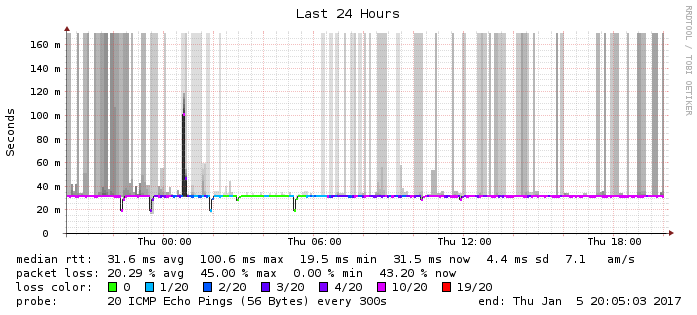 Last 24 Hours
RRDTOOL / TOBI OETIKER
Seconds
160 m
140 m
120 m
100 m
80 m
60 m
40 m
20 m
0
Thu 00:00 Thu 06:00 Thu 12:00 Thu 18:00
median rtt: 31.6 ms avg 100.6 ms max 19.5 ms min 31.5 ms now 4.4 ms sd 7.1 am/s
packet loss: 20.29 % avg 45.00 % max 0.00 % min 43.20 % now
loss color: 0 1/20 2/20 3/20 4/20 10/20 19/20
probe: 20 ICMP Echo Pings (56 Bytes) every 300s end: Thu Jan 5 20:05:03 2017